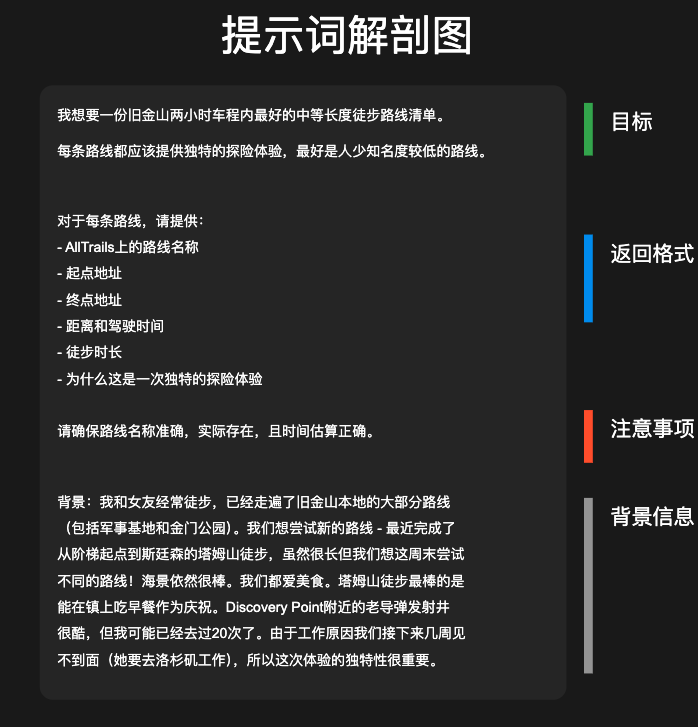 提示词解剖图
我想要一份旧金山两小时车程内最好的中等长度徒步路线清单。
每条路线都应该提供独特的探险体验，最好是人少知名度较低的路线。
目标
对于每条路线，请提供：
- AllTrails上的路线名称
- 起点地址
- 终点地址
- 距离和驾驶时间
- 徒步时长
- 为什么这是一次独特的探险体验
返回格式
请确保路线名称准确，实际存在，且时间估算正确。
注意事项
背景：我和女友经常徒步，已经走遍了旧金山本地的大部分路线
（包括军事基地和金门公园）。我们想尝试新的路线 - 最近完成了
从阶梯起点到斯廷森的塔姆山徒步，虽然很长但我们想这周末尝试
不同的路线！海景依然很棒。我们都爱美食。塔姆山徒步最棒的是
能在镇上吃早餐作为庆祝。Discovery Point附近的老导弹发射井
很酷，但我可能已经去过20次了。由于工作原因我们接下来几周见
不到面（她要去洛杉矶工作），所以这次体验的独特性很重要。
背景信息